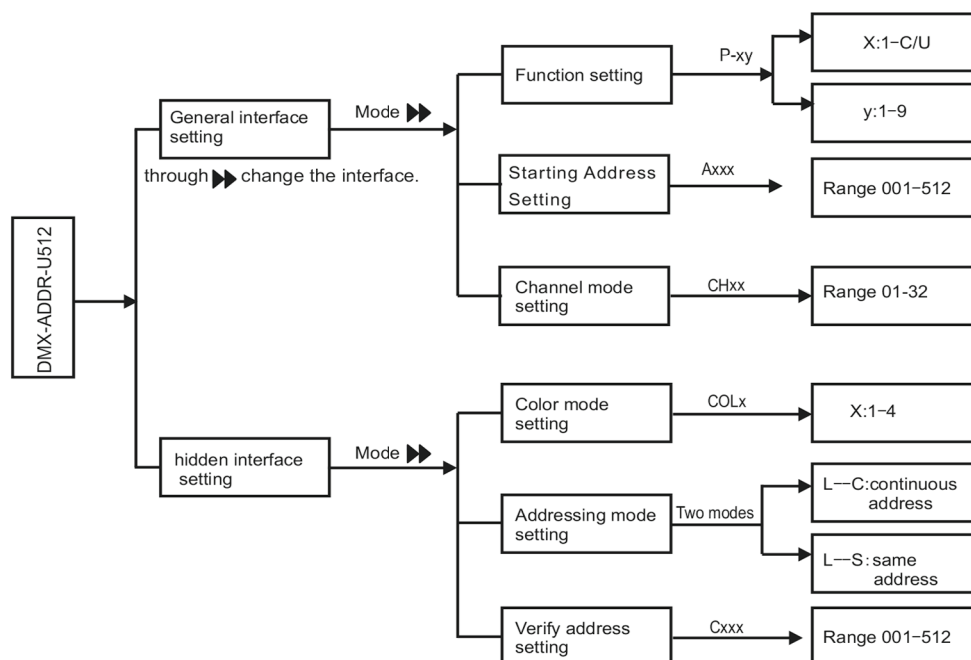 DMX-ADDR-U512
General interface
setting
Mode
through
change the interface.
Function setting
P-xy
X:1−C/U
y:1−9
Starting Address
Setting
Axxx
Range 001−512
Channel mode
setting
CHxx
Range 01-32
hidden interface
setting
Mode
Color mode
setting
COLx
X:1−4
Addressing mode
setting
Two modes
L−−C:continuous
address
L−−S:same
address
Verify address
setting
Cxxx
Range 001−512